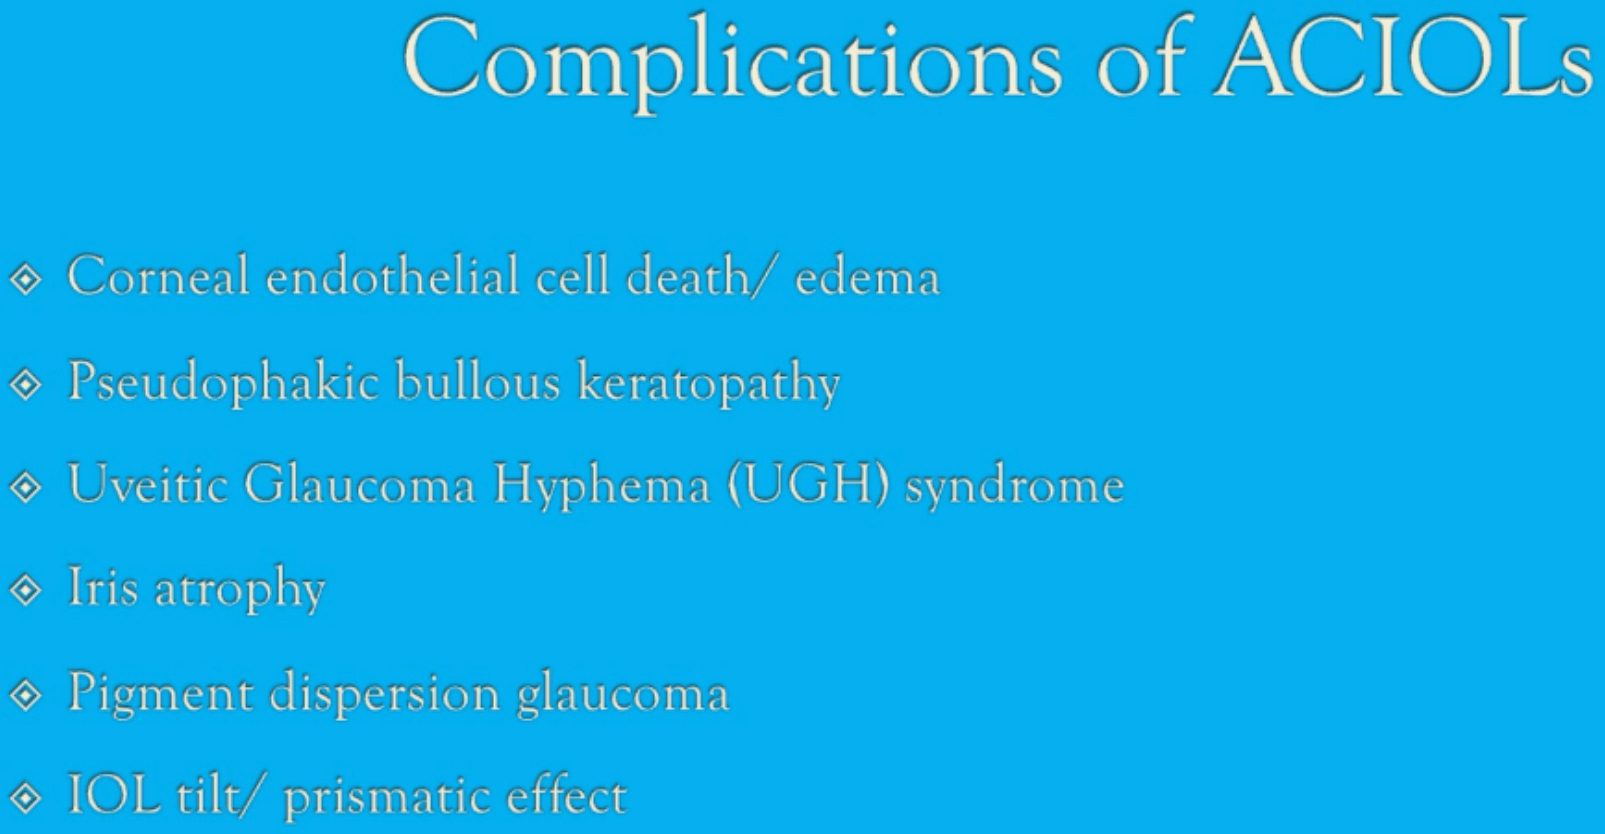 Complications of ACIOLs
Corneal endothelial cell death/ edema
Pseudophakic bullous keratopathy
Uveitic Glaucoma Hyphema (UGH) syndrome
Iris atrophy
Pigment dispersion glaucoma
IOL tilt/ prismatic effect